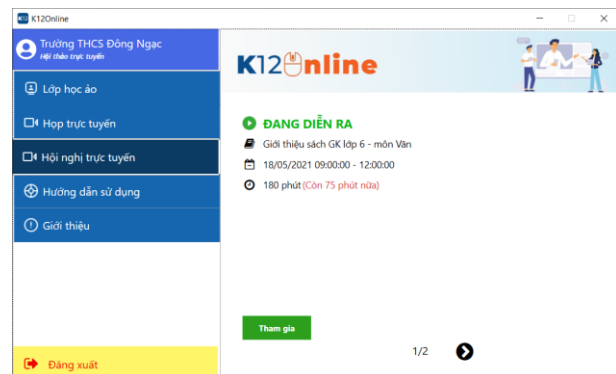 K12Online
Trường THCS Đông Ngạc
Hội thảo trực tuyến
Lớp học ảo
Họp trực tuyến
Hội nghị trực tuyến
Hướng dẫn sử dụng
Giới thiệu
Đăng xuất
K12Online
ĐANG DIỄN RA
Giới thiệu sách GK lớp 6 - môn Văn
18/05/2021 09:00:00 - 12:00:00
180 phút (Còn 75 phút nữa)
Tham gia
1/2